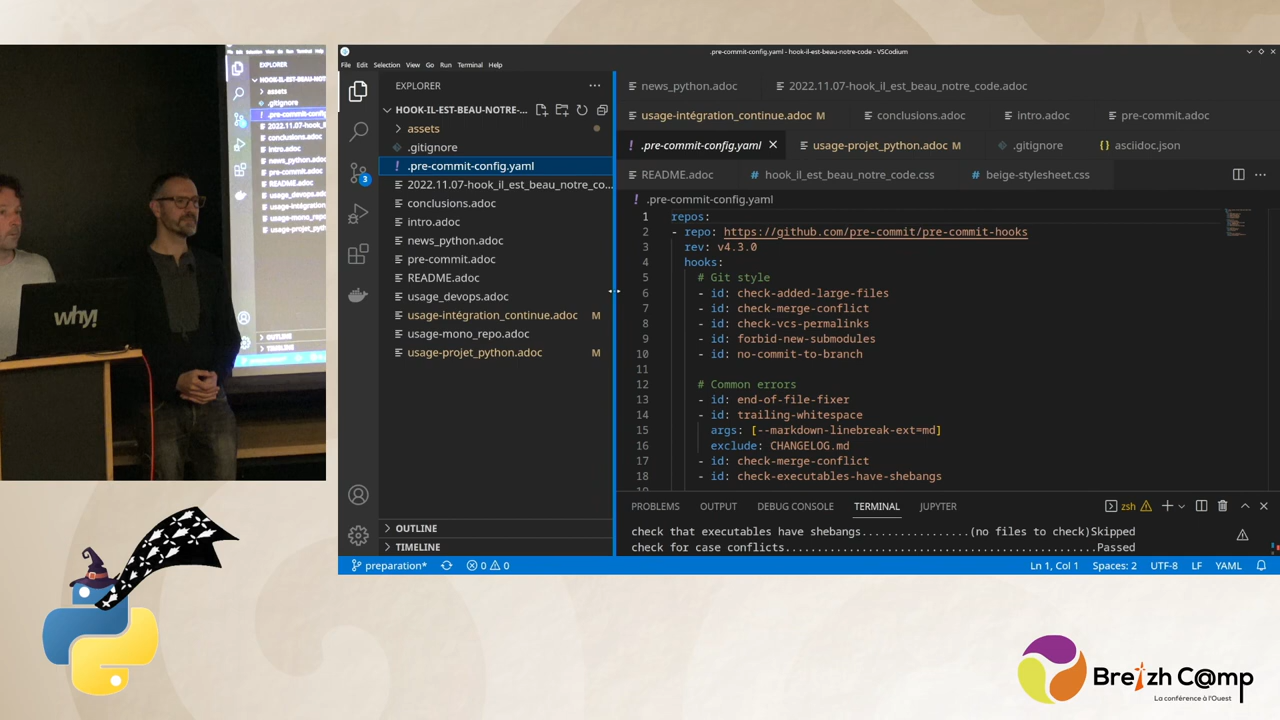 why!
.pre-commit-config.yaml - hook-il-est-beau-notre-code - VSCodium
File Edit Selection View Go Run Terminal Help
EXPLORER
HOOK-IL-EST-BEAU-NOTRE-...
assets
.gitignore
.pre-commit-config.yaml
2022.11.07-hook_il_est_beau_notre_co...
conclusions.adoc
intro.adoc
news_python.adoc
pre-commit.adoc
README.adoc
usage_devops.adoc
usage-intégration_continue.adoc M
usage-mono_repo.adoc
usage-projet_python.adoc M
OUTLINE
TIMELINE
3
news_python.adoc 2022.11.07-hook_il_est_beau_notre_code.adoc
usage-intégration_continue.adoc M conclusions.adoc intro.adoc pre-commit.adoc
.pre-commit-config.yaml usage-projet_python.adoc M .gitignore {} asciidoc.json
README.adoc # hook_il_est_beau_notre_code.css # beige-stylesheet.css
! .pre-commit-config.yaml
1 repos:
2 - repo: https://github.com/pre-commit/pre-commit-hooks
3 rev: v4.3.0
4 hooks:
5 # Git style
6 - id: check-added-large-files
7 - id: check-merge-conflict
8 - id: check-vcs-permalinks
9 - id: forbid-new-submodules
10 - id: no-commit-to-branch
11
12 # Common errors
13 - id: end-of-file-fixer
14 - id: trailing-whitespace
15 args: [--markdown-linebreak-ext=md]
16 exclude: CHANGELOG.md
17 - id: check-merge-conflict
18 - id: check-executables-have-shebangs
PROBLEMS OUTPUT DEBUG CONSOLE TERMINAL JUPYTER zsh
check that executables have shebangs................(no files to check)Skipped
check for case conflicts...............................................Passed
preparation* 0 0 Ln 1, Col 1 Spaces: 2 UTF-8 LF YAML
Breizh C@mp
La conférence à l'Ouest